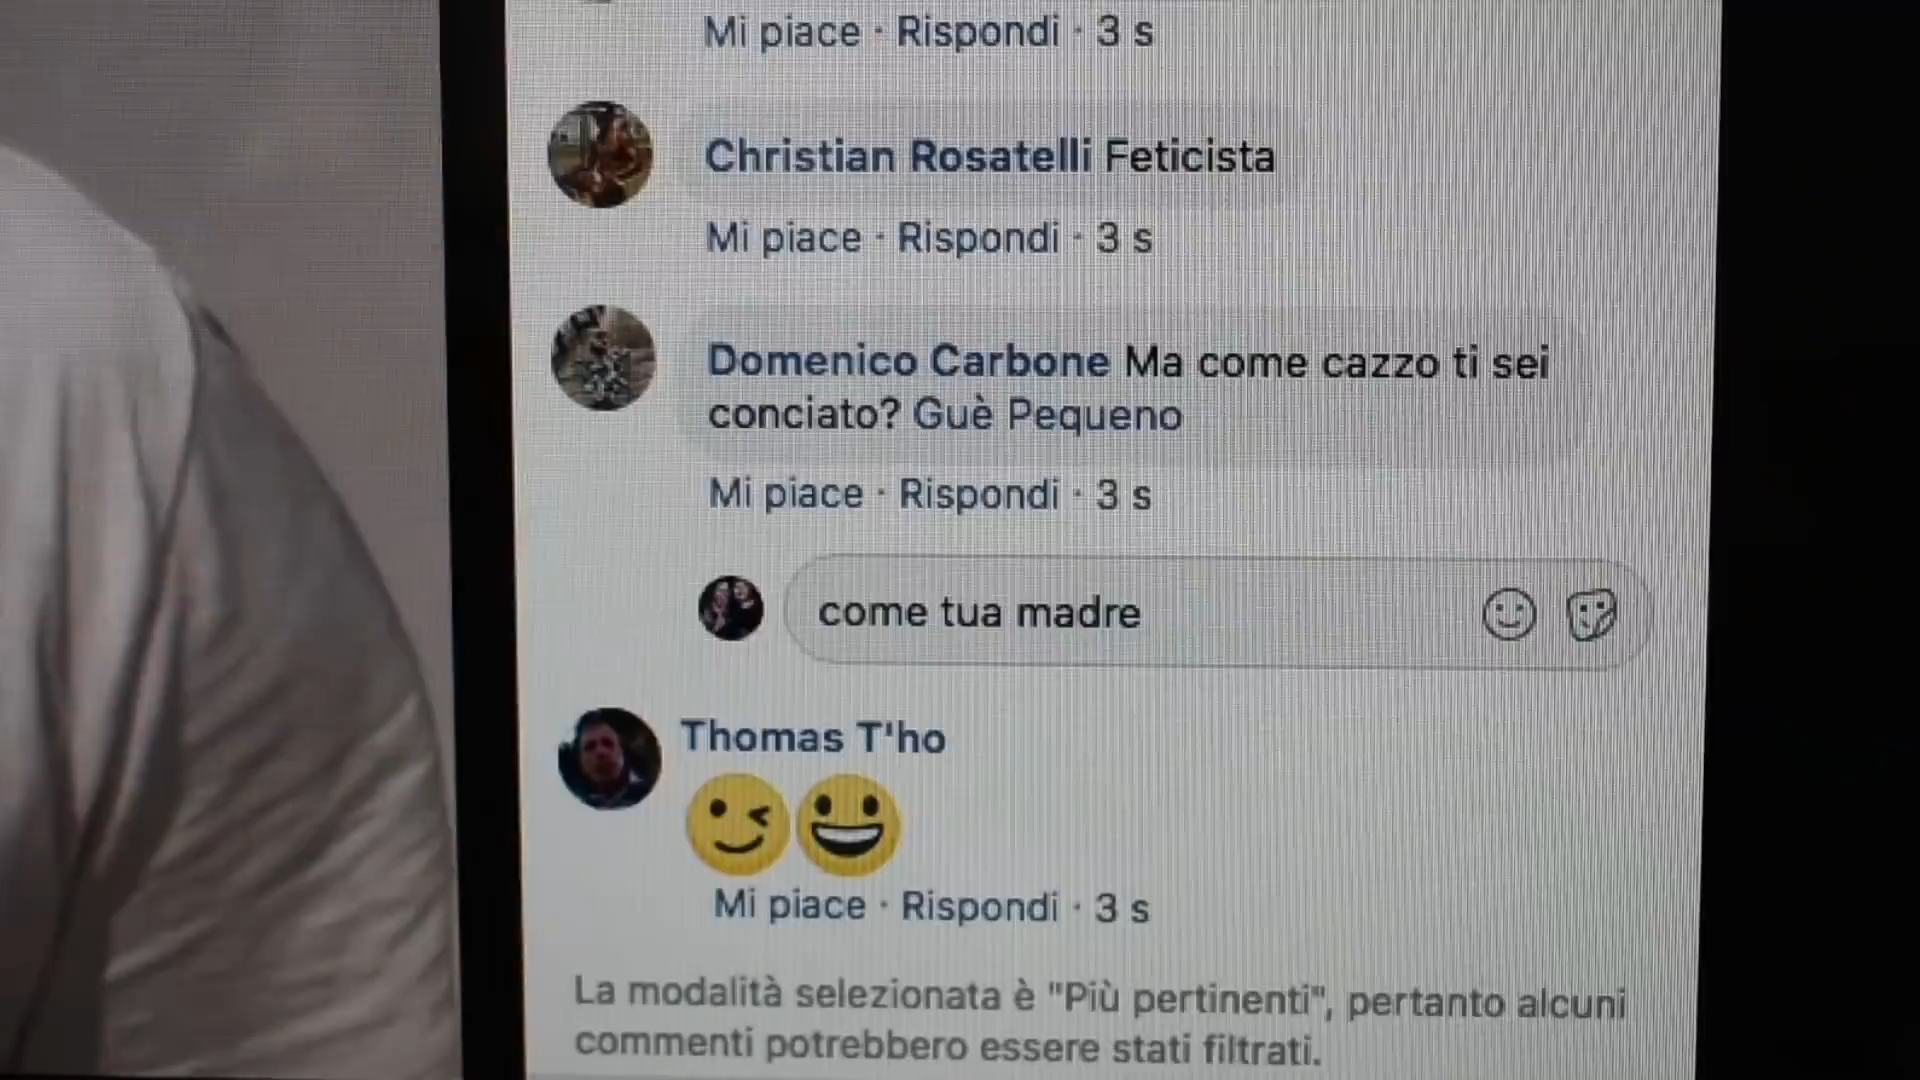 Mi piace · Rispondi · 3 s
Christian Rosatelli Feticista
Mi piace · Rispondi · 3 s
Domenico Carbone Ma come cazzo ti sei
conciato? Guè Pequeno
Mi piace · Rispondi · 3 s
come tua madre
Thomas T'ho
Mi piace · Rispondi · 3 s
La modalità selezionata è "Più pertinenti", pertanto alcuni
commenti potrebbero essere stati filtrati.